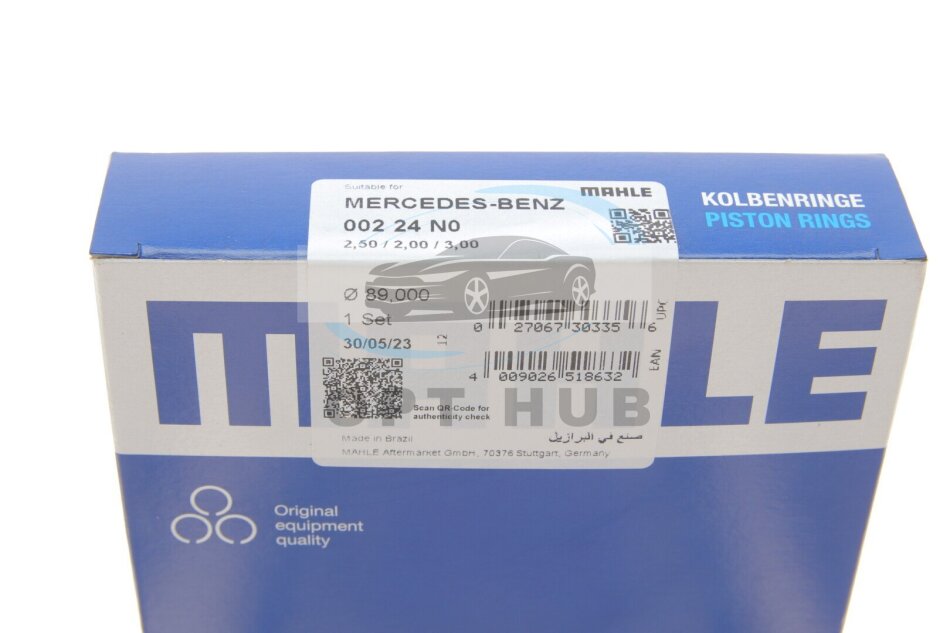 Suitable for
MAHLE
MERCEDES-BENZ
002 24 N0
2,50 / 2,00 / 3,00
KOLBENRINGE
PISTON RINGS
Ø 89,000
1 Set
30/05/23
12
0 27067 30335 6
UPC
4 009026 518632
EAN
Scan QR-Code for
authenticity check
OPT HUB
Made in Brazil
صنع في البرازيل
MAHLE Aftermarket GmbH, 70376 Stuttgart, Germany
MAHLE
Original
equipment
quality